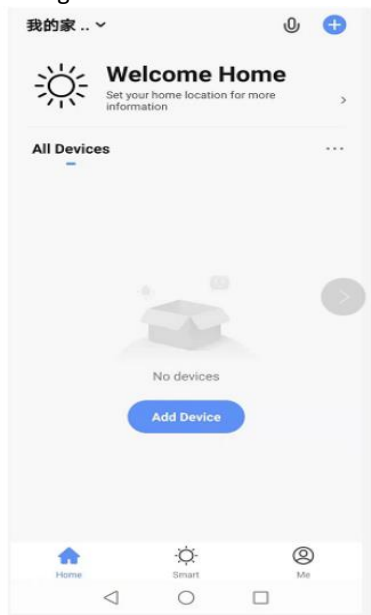 我的家 ..
Welcome Home
Set your home location for more
information
All Devices
...
No devices
Add Device
Home
Smart
Me